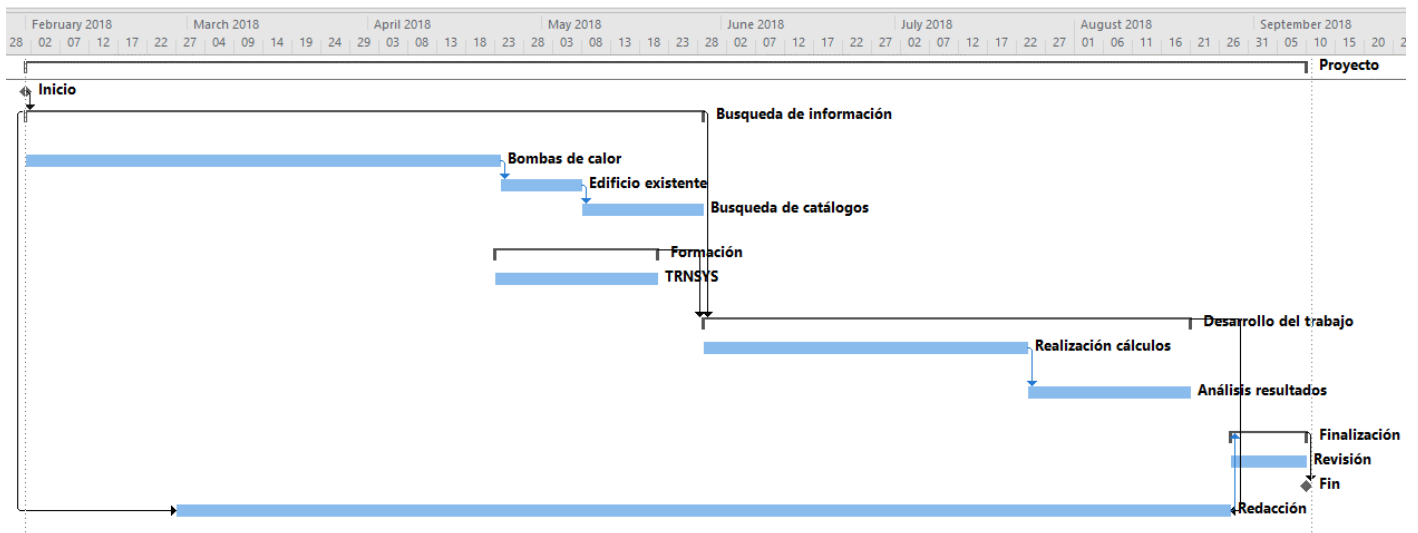 February 2018 March 2018 April 2018 May 2018 June 2018 July 2018 August 2018 September 2018
28 02 07 12 17 22 27 04 09 14 19 24 29 03 08 13 18 23 28 03 08 13 18 23 28 02 07 12 17 22 27 02 07 12 17 22 27 01 06 11 16 21 26 31 05 10 15 20
Proyecto
Inicio
Busqueda de información
Bombas de calor
Edificio existente
Busqueda de catálogos
Formación
TRNSYS
Desarrollo del trabajo
Realización cálculos
Análisis resultados
Finalización
Revisión
Fin
Redacción